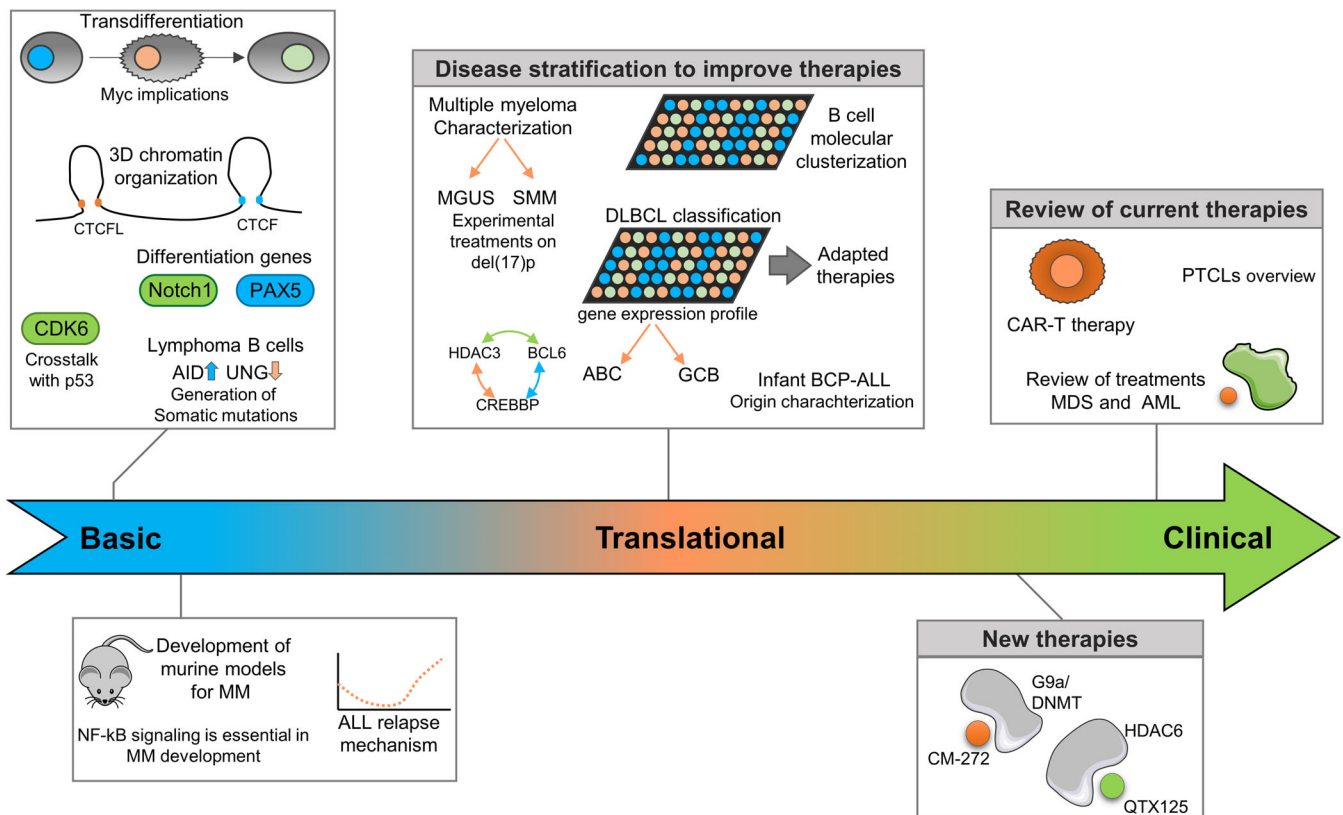 Transdifferentiation
Myc implications
3D chromatin
organization
CTCFL
CTCF
Differentiation genes
Notch1
PAX5
CDK6
Crosstalk
with p53
Lymphoma B cells
AID UNG
Generation of
Somatic mutations
Disease stratification to improve therapies
Multiple myeloma
Characterization
MGUS SMM
Experimental
treatments on
del(17)p
B cell
molecular
clusterization
DLBCL classification
Adapted
therapies
gene expression profile
HDAC3
BCL6
CREBBP
ABC
GCB
Infant BCP-ALL
Origin charachterization
Review of current therapies
CAR-T therapy
PTCLs overview
Review of treatments
MDS and AML
Basic
Translational
Clinical
Development of
murine models
for MM
NF-kB signaling is essential in
MM development
ALL relapse
mechanism
New therapies
G9a/
DNMT
CM-272
HDAC6
QTX125